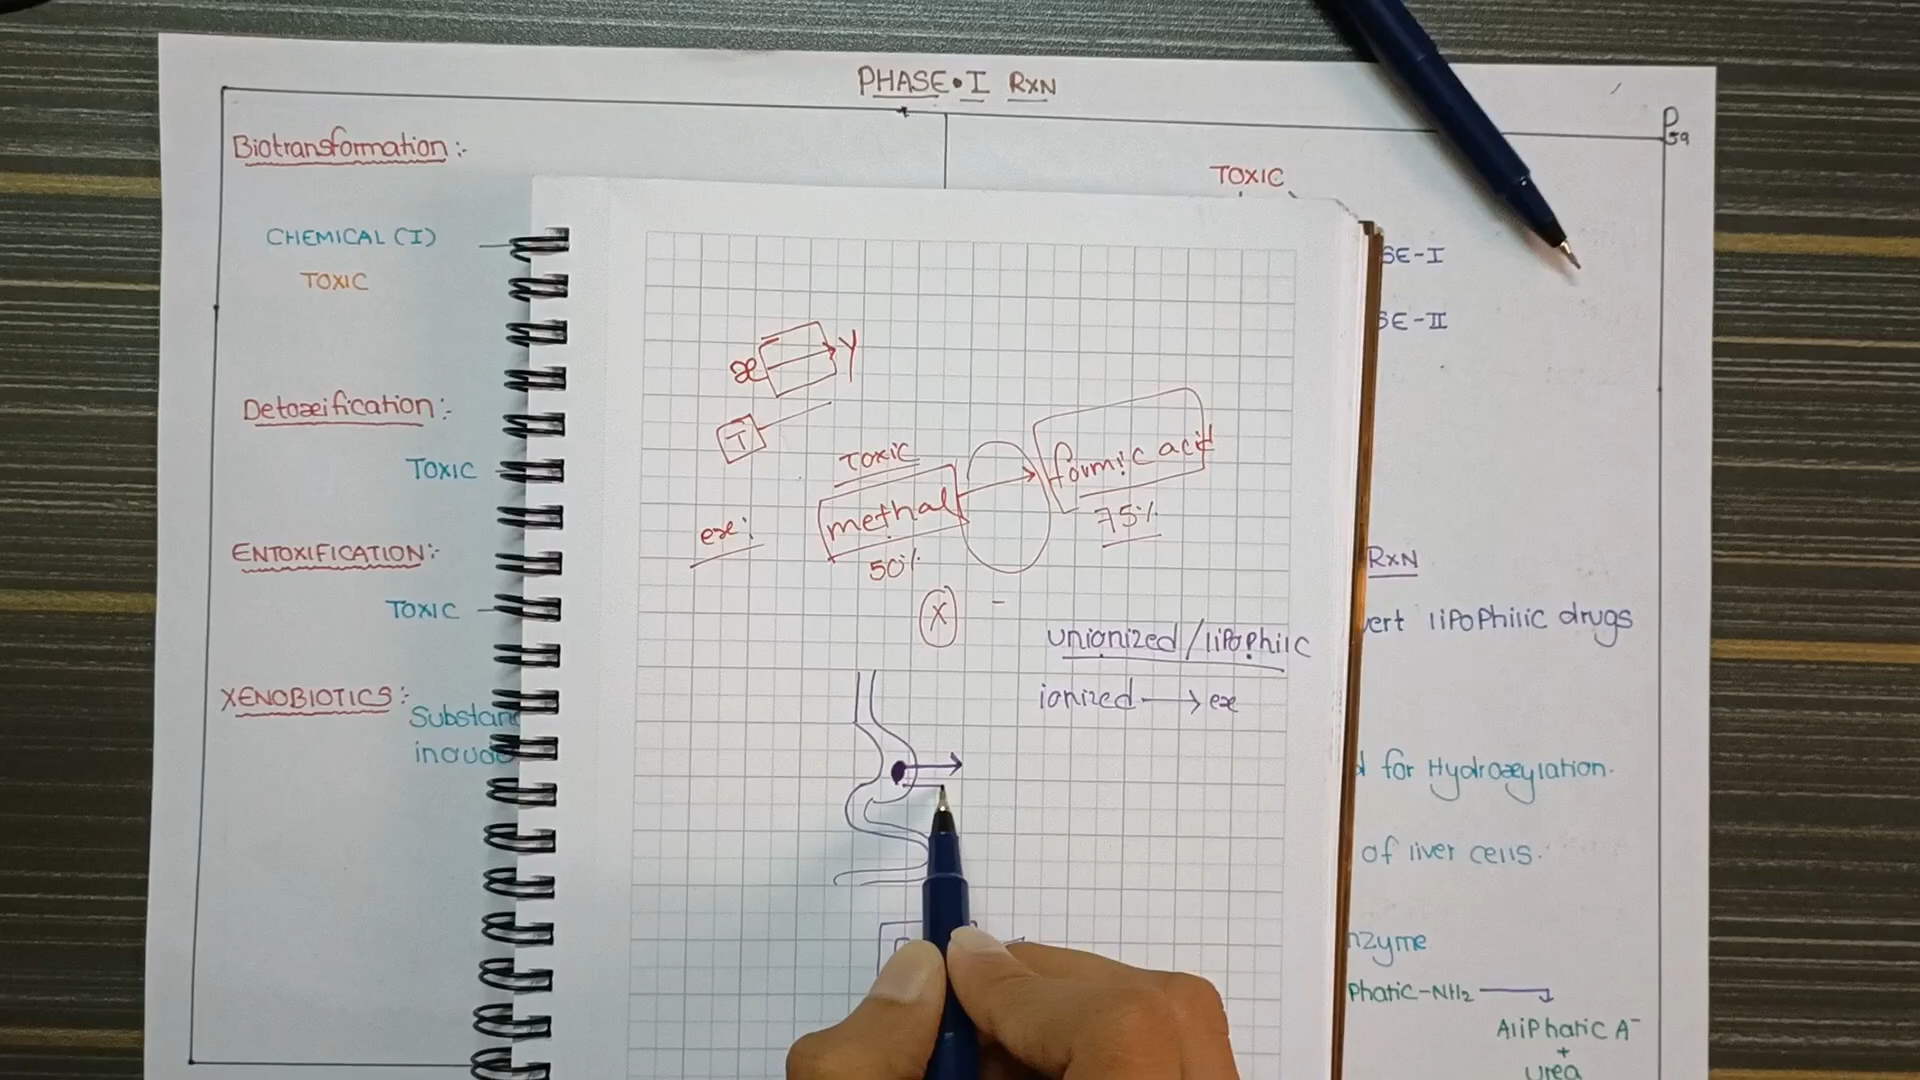 PHASE•I RXN
Biotransformation:-
CHEMICAL (I)
TOXIC
Detoxification:-
TOXIC
ENTOXIFICATION:-
TOXIC
XENOBIOTICS:-
Substan
includ
x → y
T
TOXIC
ex: methal → formic acid
50%
75%
X
unionized/lipophilc
ionized → ex
TOXIC
SE-I
SE-II
RXN
vert lipophilic drugs
d for Hydroxylation.
of liver cells.
nzyme
Phatic-NH2
Aliphatic A-
+
urea